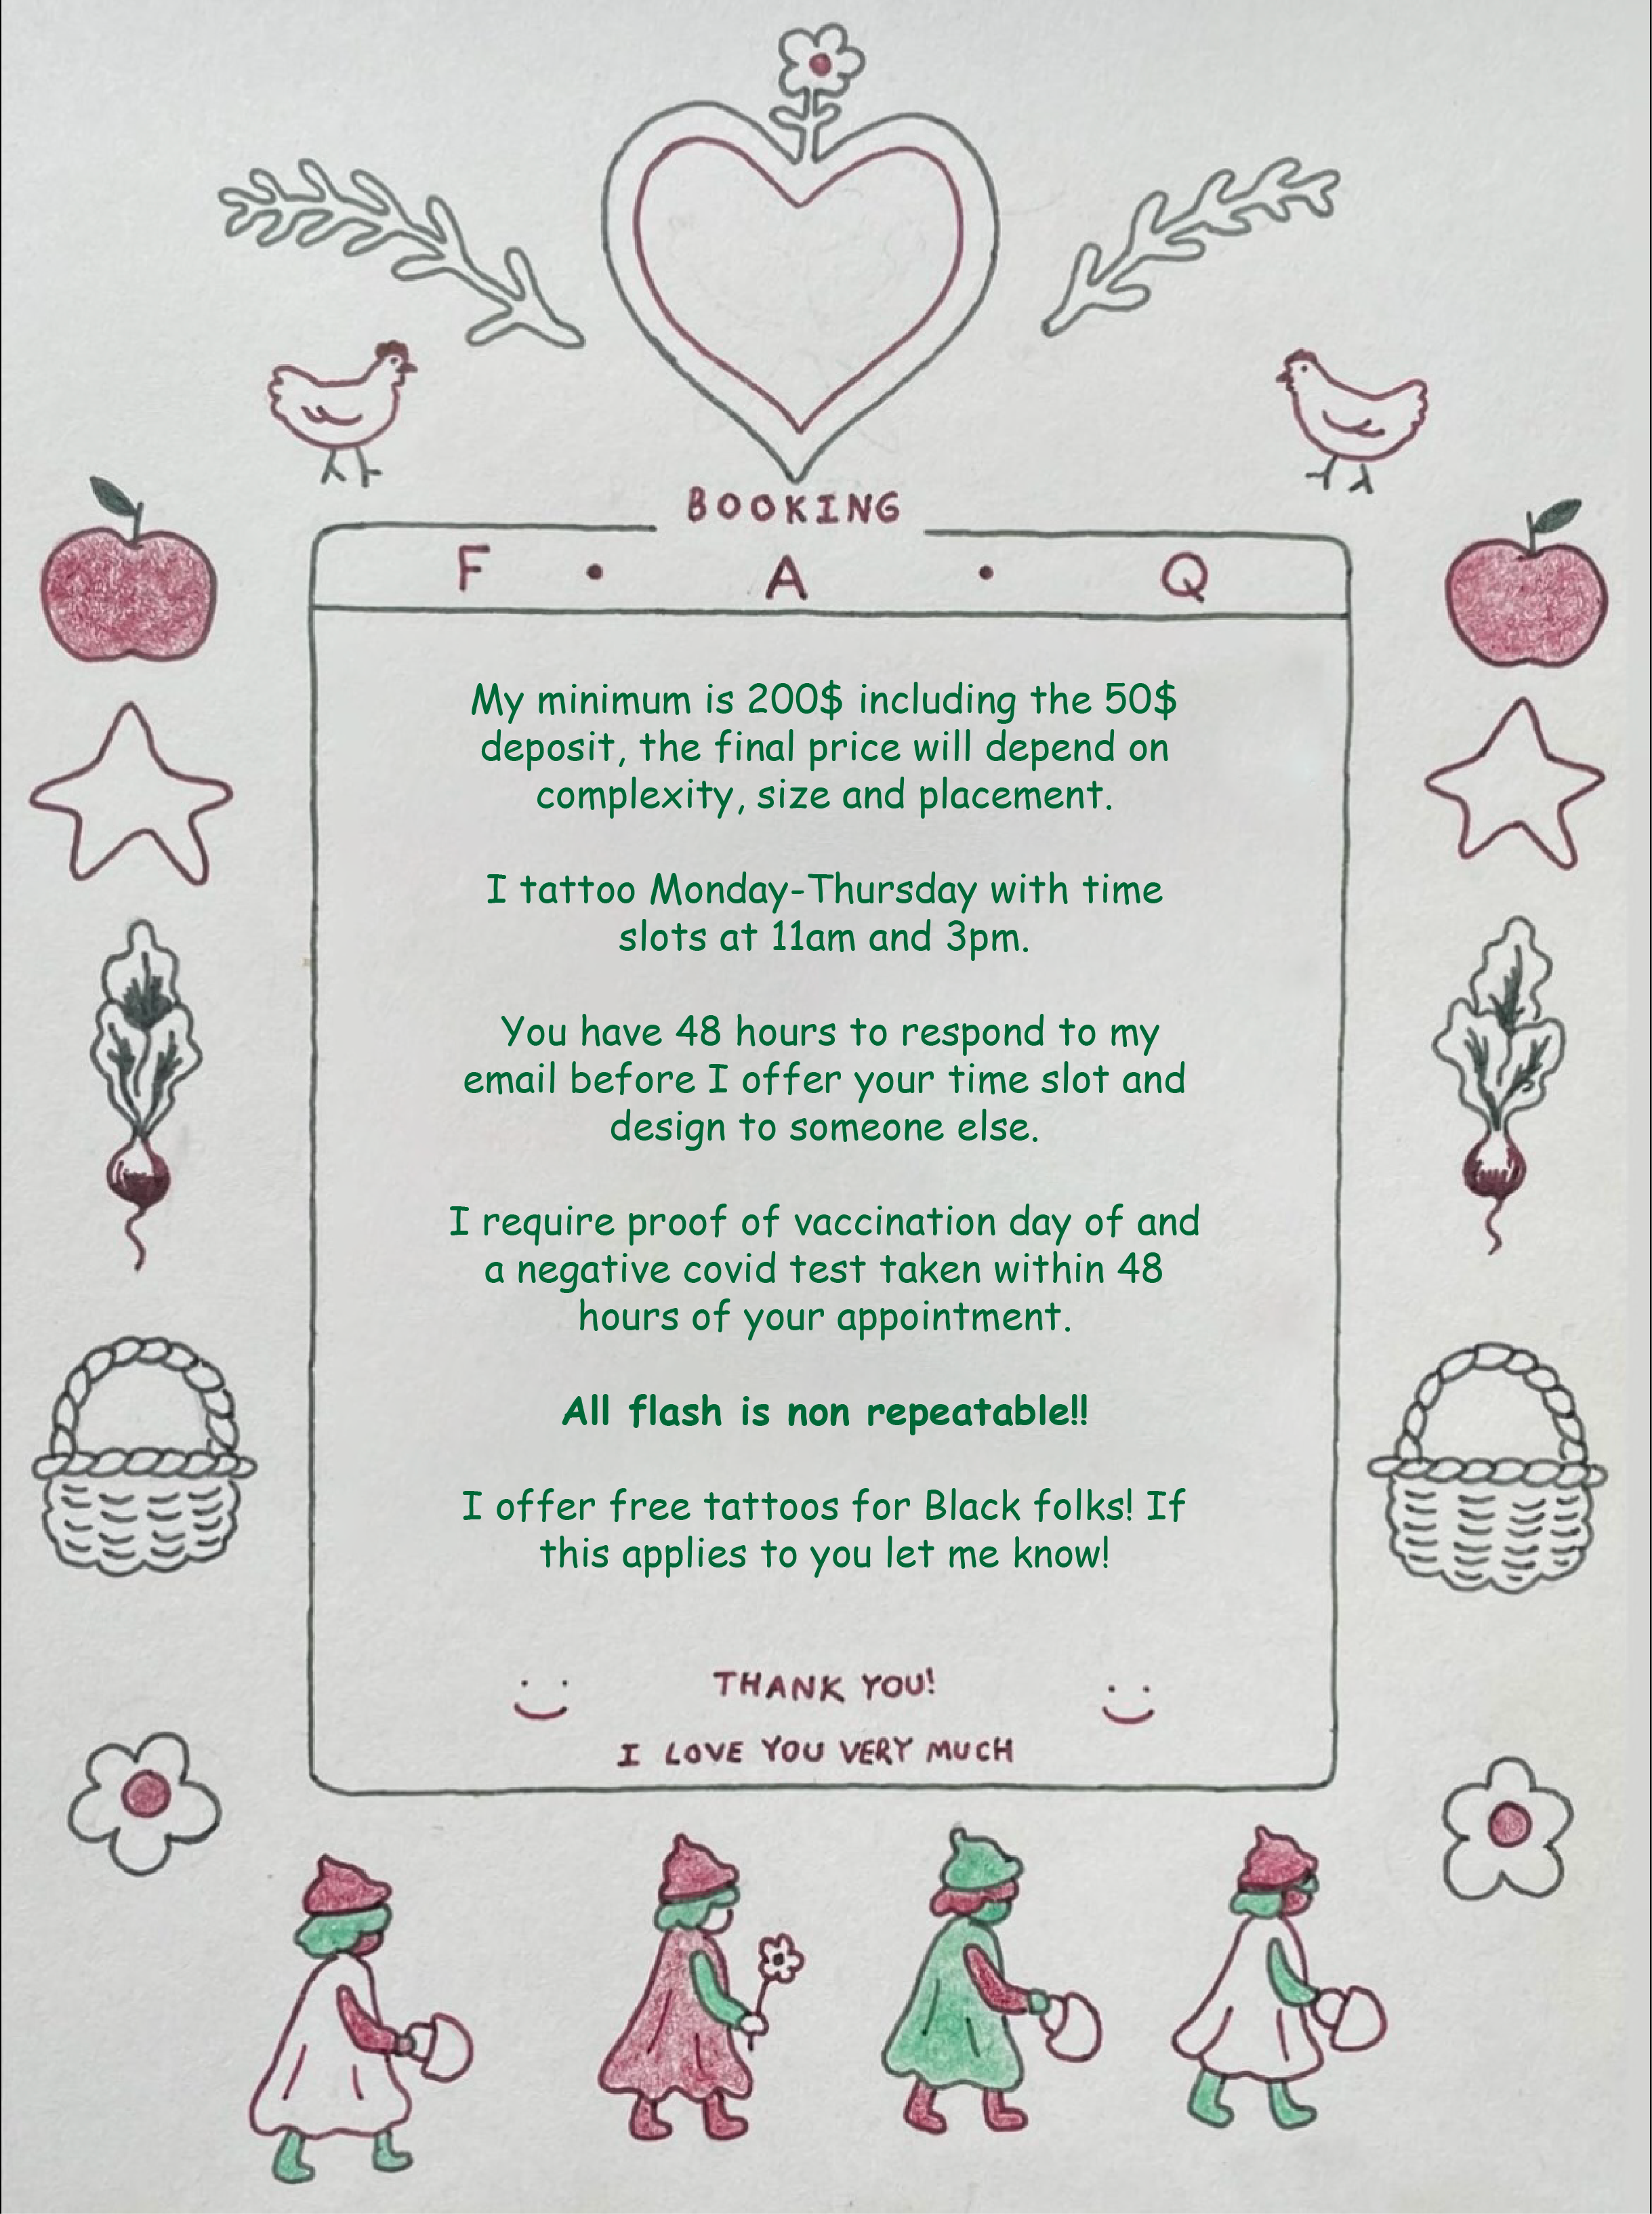 BOOKING
F • A • Q
My minimum is 200$ including the 50$
deposit, the final price will depend on
complexity, size and placement.
I tattoo Monday-Thursday with time
slots at 11am and 3pm.
You have 48 hours to respond to my
email before I offer your time slot and
design to someone else.
I require proof of vaccination day of and
a negative covid test taken within 48
hours of your appointment.
All flash is non repeatable!!
I offer free tattoos for Black folks! If
this applies to you let me know!
THANK YOU!
I LOVE YOU VERY MUCH